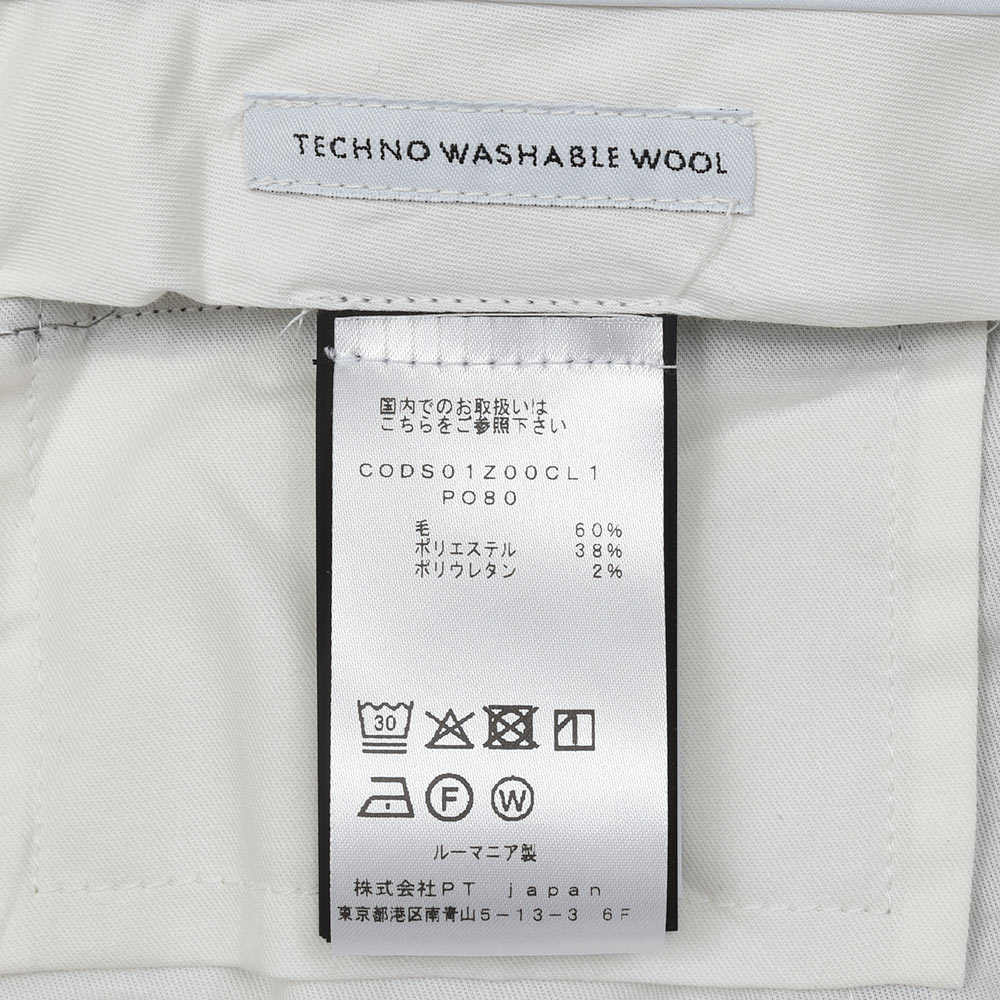 TECHNO WASHABLE WOOL
国内でのお取扱いは
こちらをご参照下さい
CODS01Z00CL1
PO80
毛 60%
ポリエステル 38%
ポリウレタン 2%
30
F W
ルーマニア製
株式会社PT japan
東京都港区南青山5-13-3 6F